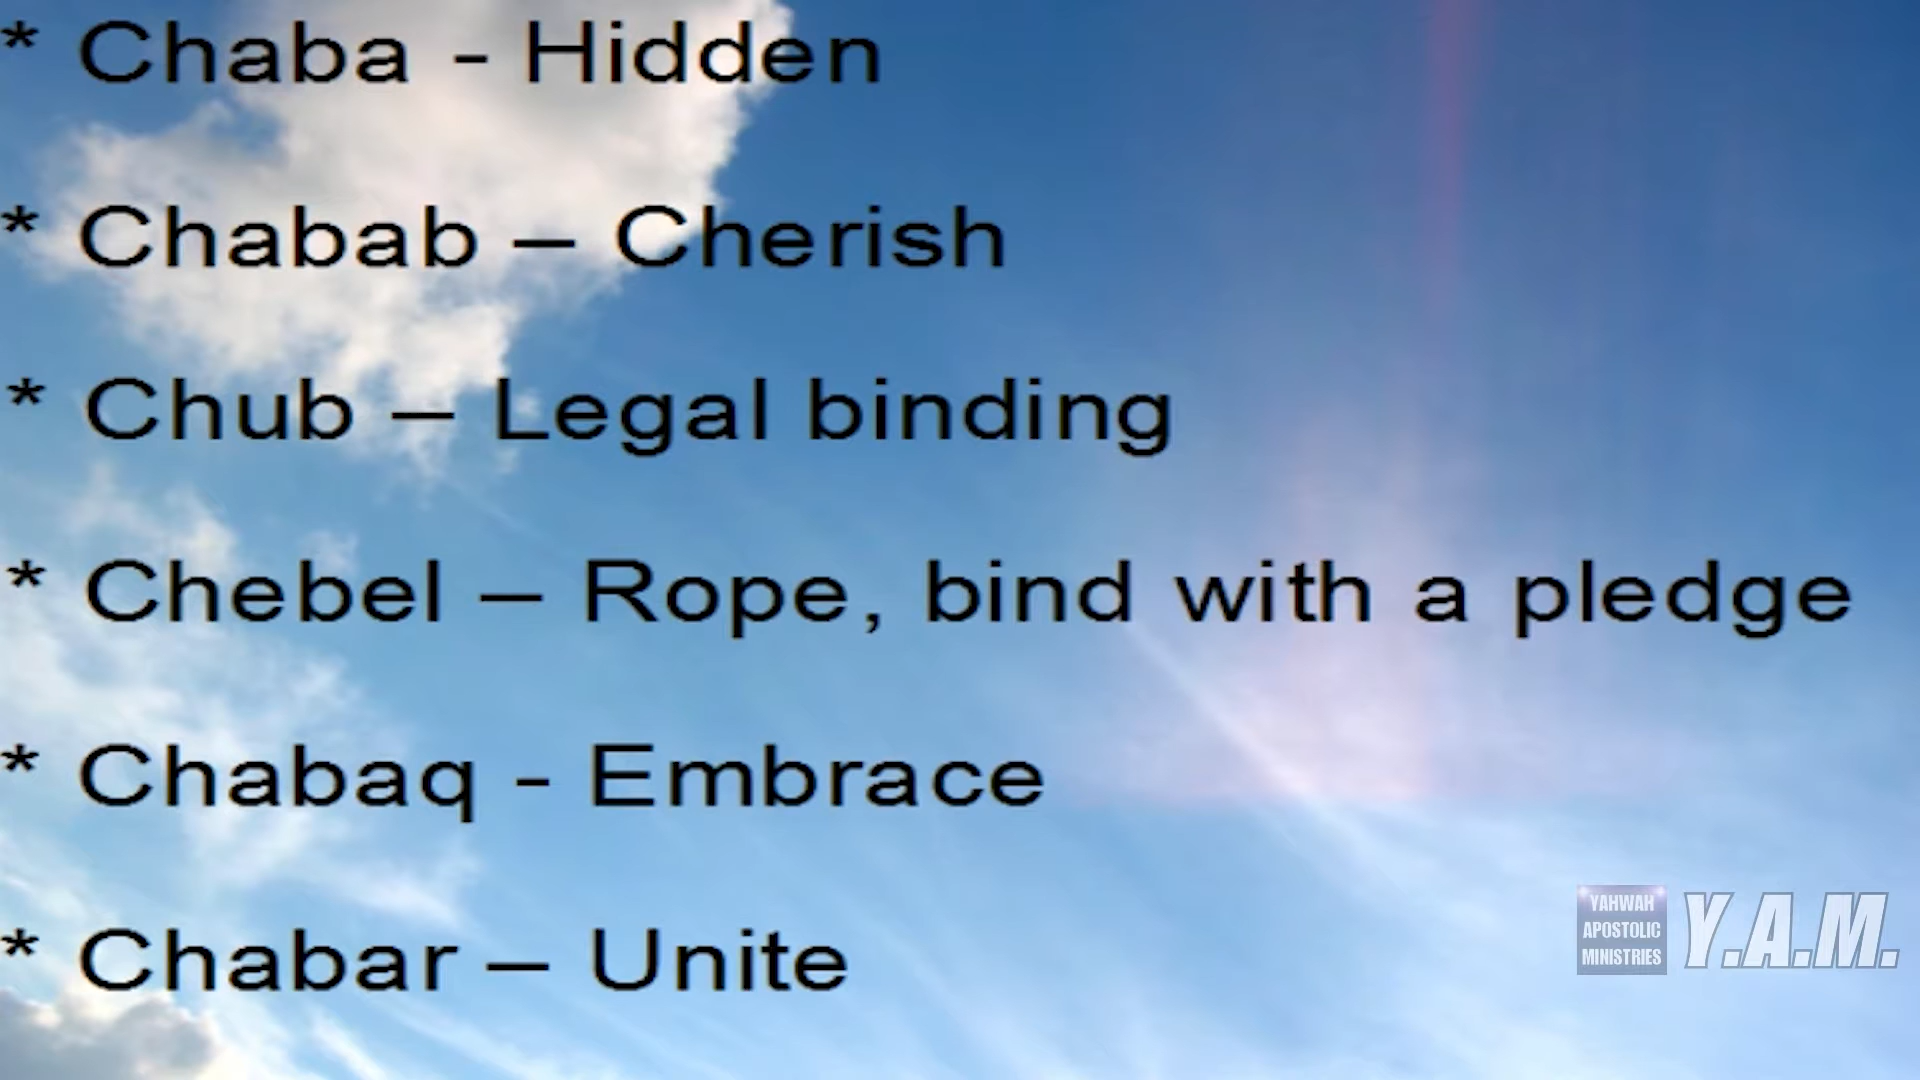 * Chaba - Hidden
* Chabab – Cherish
* Chub – Legal binding
* Chebel – Rope, bind with a pledge
* Chabaq - Embrace
* Chabar – Unite
YAHWAH
APOSTOLIC
MINISTRIES
Y.A.M.